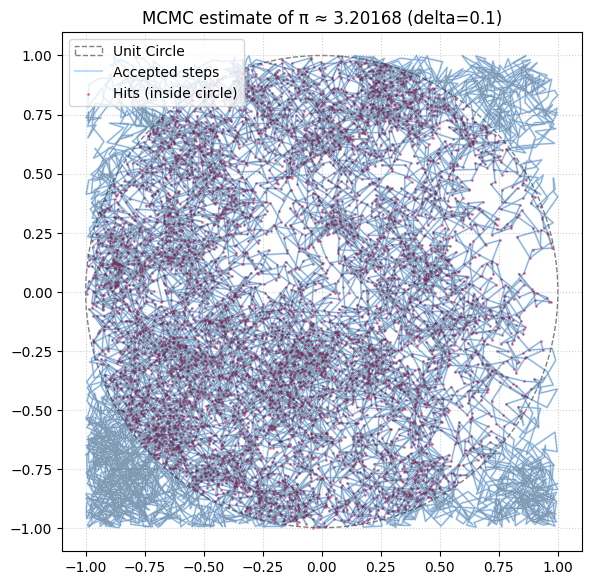 MCMC estimate of π ≈ 3.20168 (delta=0.1)
Unit Circle
Accepted steps
Hits (inside circle)
1.00
0.75
0.50
0.25
0.00
−0.25
−0.50
−0.75
−1.00
−1.00 −0.75 −0.50 −0.25 0.00 0.25 0.50 0.75 1.00